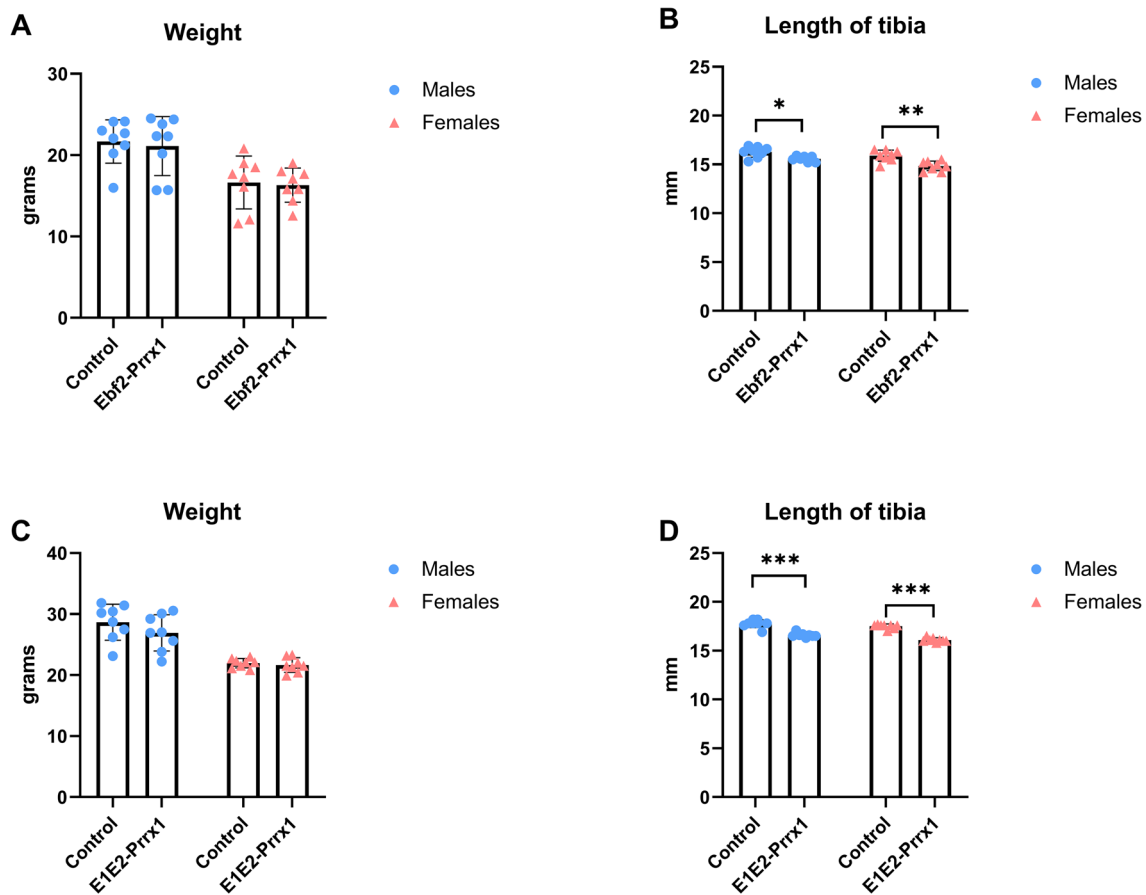 A
Weight
30
20
10
0
grams
Control
Ebf2-Prrx1
Control
Ebf2-Prrx1
Males
Females
B
Length of tibia
25
20
15
10
5
0
mm
*
**
Control
Ebf2-Prrx1
Control
Ebf2-Prrx1
Males
Females
C
Weight
40
30
20
10
0
grams
Control
E1E2-Prrx1
Control
E1E2-Prrx1
Males
Females
D
Length of tibia
25
20
15
10
5
0
mm
***
***
Control
E1E2-Prrx1
Control
E1E2-Prrx1
Males
Females